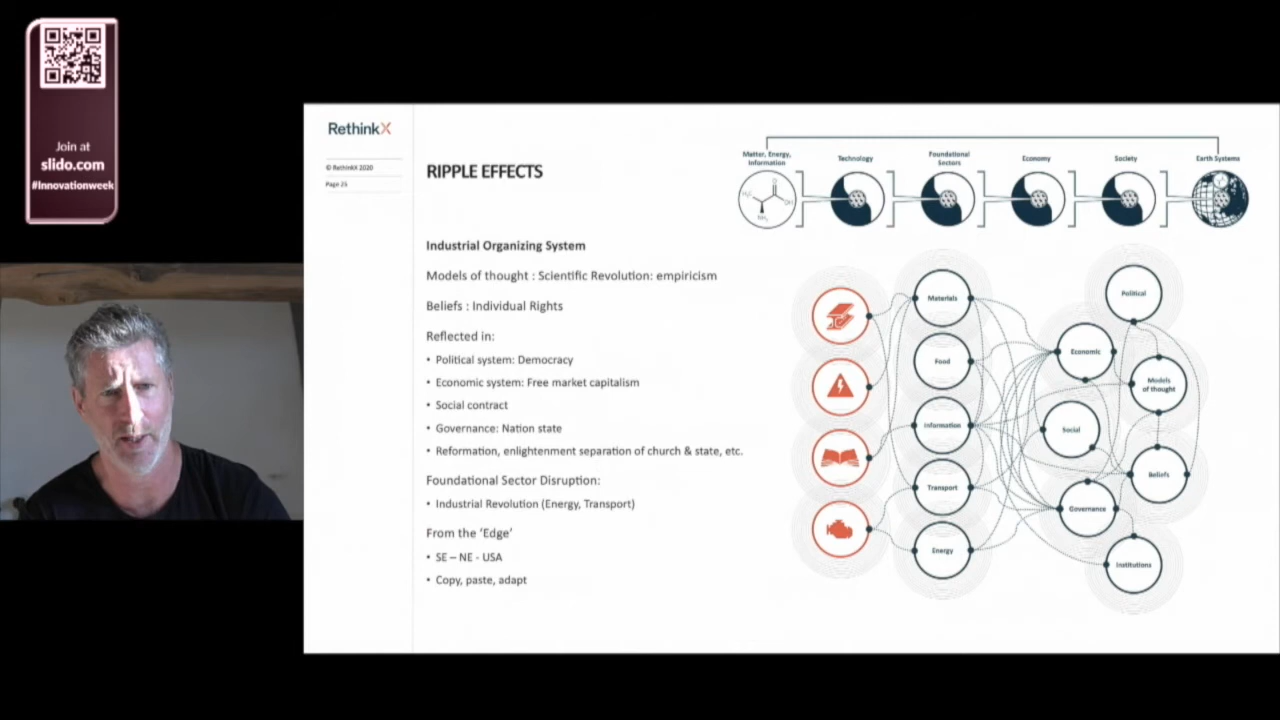 Join at
slido.com
#Innovationweek
RethinkX
© RethinkX 2020
Page 25
RIPPLE EFFECTS
Industrial Organizing System
Models of thought : Scientific Revolution: empiricism
Beliefs : Individual Rights
Reflected in:
• Political system: Democracy
• Economic system: Free market capitalism
• Social contract
• Governance: Nation state
• Reformation, enlightenment separation of church & state, etc.
Foundational Sector Disruption:
• Industrial Revolution (Energy, Transport)
From the ‘Edge’
• SE – NE - USA
• Copy, paste, adapt
Matter, Energy,
Information
Technology
Foundational
Sectors
Economy
Society
Earth Systems
H₃C
O
OH
NH₂
Materials
Food
Information
Transport
Energy
Political
Economic
Models
of thought
Social
Beliefs
Governance
Institutions